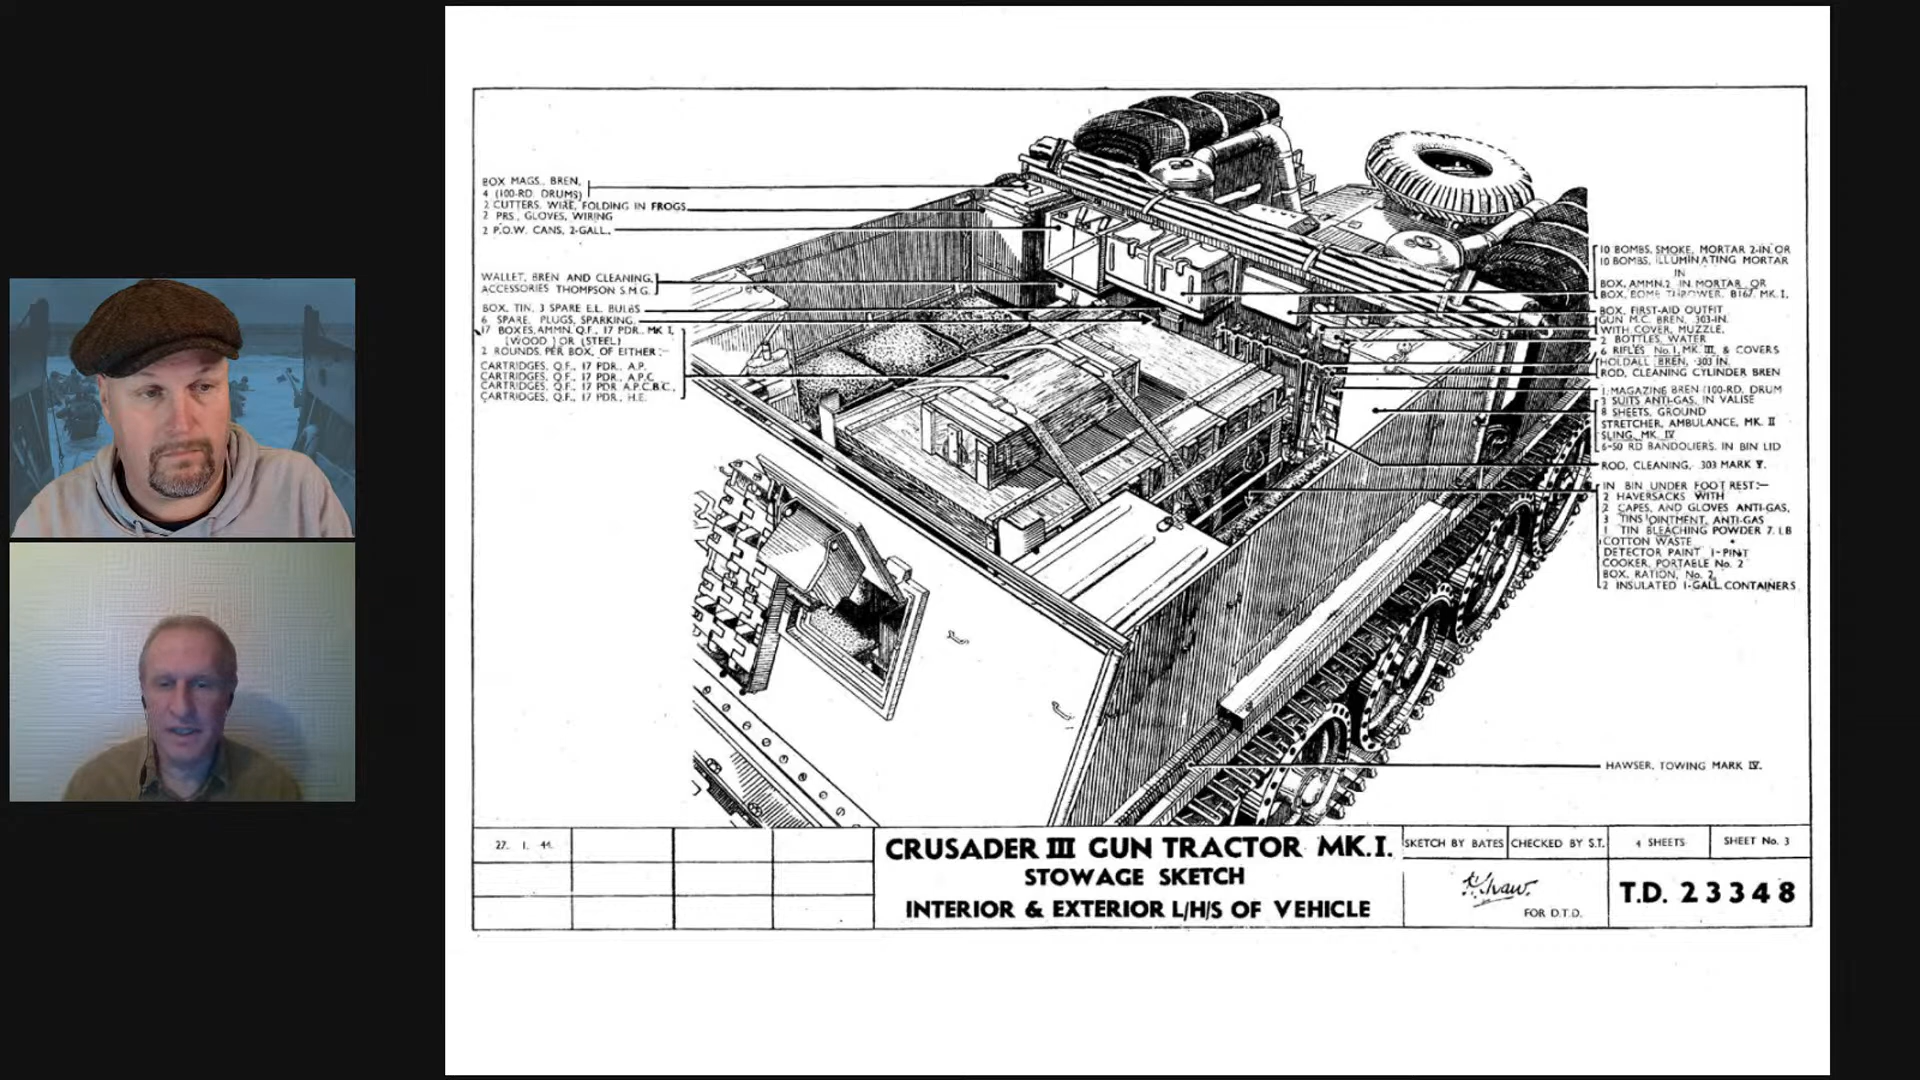 BOX MAGS., BREN,
4 (100-RD. DRUMS)
2 CUTTERS, WIRE, FOLDING IN FROGS.
2 PRS., GLOVES, WIRING
2 P.O.W. CANS, 2-GALL.
WALLET, BREN AND CLEANING,
ACCESSORIES THOMPSON S.M.G.
BOX, TIN, 3 SPARE E.L. BULBS
6 SPARE, PLUGS, SPARKING,
17 BOXES, AMMN. Q.F., 17 PDR., MK I,
(WOOD) OR (STEEL)
2 ROUNDS, PER BOX, OF EITHER:-
CARTRIDGES, Q.F., 17 PDR., A.P.
CARTRIDGES, Q.F., 17 PDR., A.P.C.
CARTRIDGES, Q.F., 17 PDR A.P.C.B.C.,
CARTRIDGES, Q.F., 17 PDR., H.E.
10 BOMBS, SMOKE, MORTAR 2-IN. OR
10 BOMBS, ILLUMINATING MORTAR
IN
BOX, AMMN. 2 IN MORTAR, OR
BOX, BOMB THROWER, B167, MK I.
BOX, FIRST-AID OUTFIT
GUN M.C. BREN, .303-IN.
WITH COVER, MUZZLE,
2 BOTTLES, WATER
6 RIFLES No. 1, MK III, & COVERS
HOLDALL BREN, .303 IN.
ROD, CLEANING CYLINDER BREN
1 MAGAZINE BREN (100-RD. DRUM
3 SUITS ANTI-GAS, IN VALISE
8 SHEETS, GROUND
STRETCHER, AMBULANCE, MK. II
SLING, MK. IV
6-50 RD BANDOLIERS, IN BIN LID
ROD, CLEANING, .303 MARK V.
IN BIN UNDER FOOT REST:-
2 HAVERSACKS WITH
2 CAPES, AND GLOVES ANTI-GAS,
3 TINS OINTMENT, ANTI-GAS
1 TIN BLEACHING POWDER 7. LB
COTTON WASTE
DETECTOR PAINT 1-PINT
COOKER, PORTABLE No. 2
BOX, RATION, No. 2,
2 INSULATED 1-GALL. CONTAINERS
HAWSER, TOWING MARK IV.
27. 1. 44.
CRUSADER III GUN TRACTOR MK. I.
STOWAGE SKETCH
INTERIOR & EXTERIOR L/H/S OF VEHICLE
SKETCH BY BATES
CHECKED BY S.T.
4 SHEETS
SHEET No. 3
FOR D.T.D.
T.D. 23348